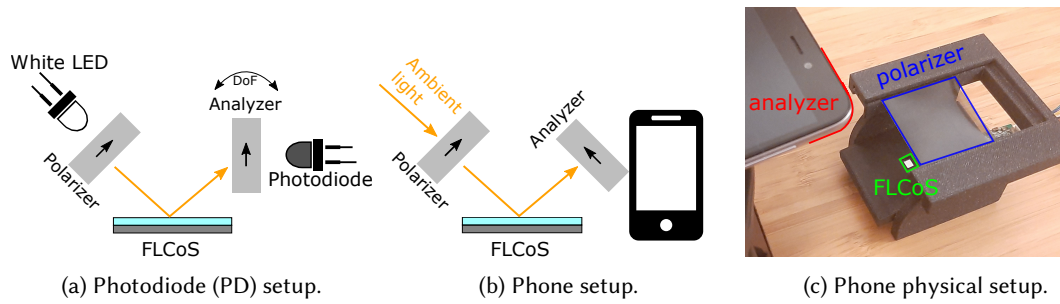 White LED
DoF
Analyzer
Polarizer
Photodiode
FLCoS
(a) Photodiode (PD) setup.
Ambient
light
Polarizer
Analyzer
FLCoS
(b) Phone setup.
analyzer
polarizer
FLCoS
(c) Phone physical setup.